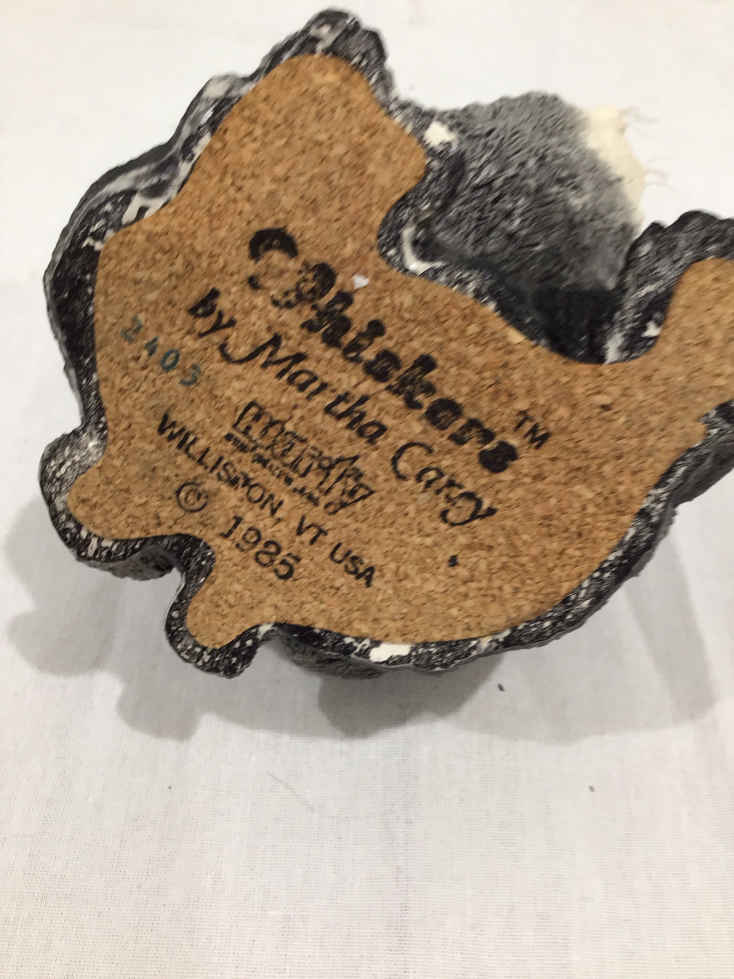 Whiskers™
by Martha Carey
2403
WILLISTON, VT USA
© 1985